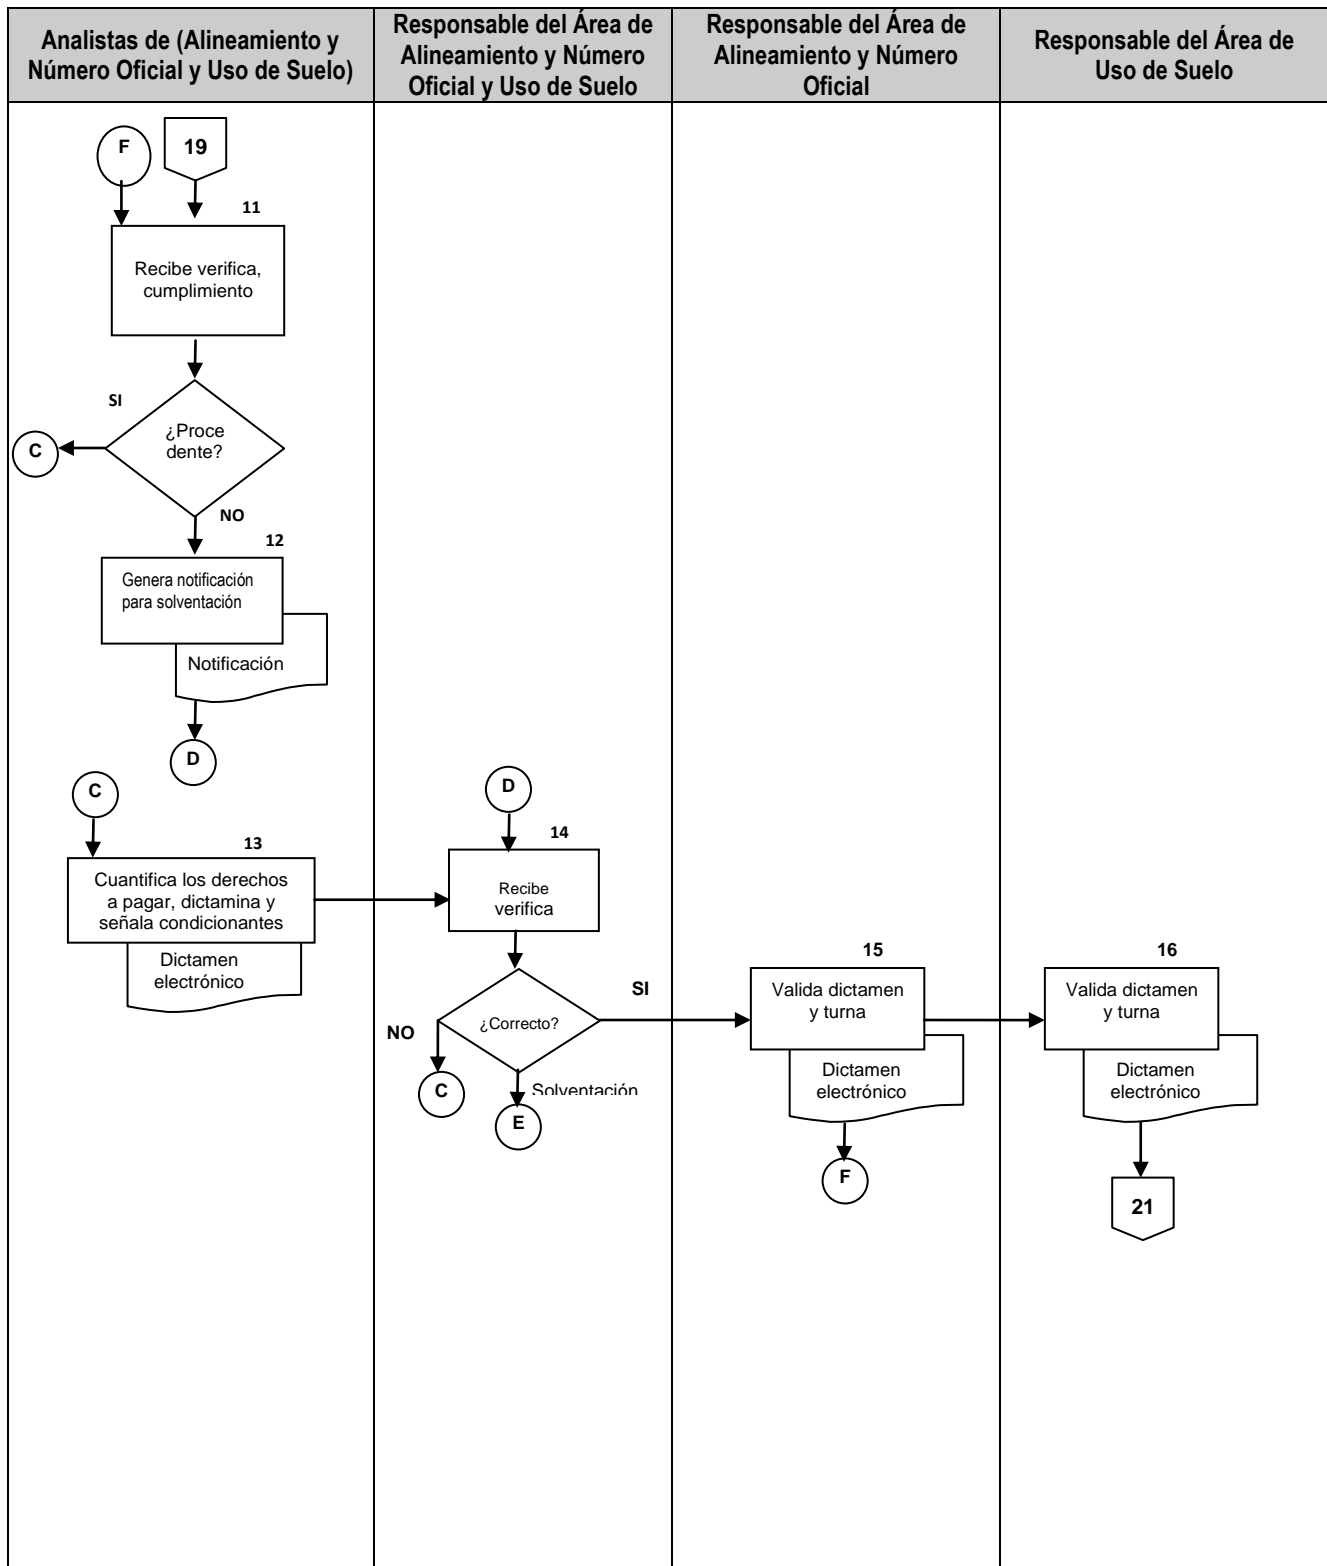 Analistas de (Alineamiento y
Número Oficial y Uso de Suelo)
Responsable del Área de
Alineamiento y Número
Oficial y Uso de Suelo
Responsable del Área de
Alineamiento y Número
Oficial
Responsable del Área de
Uso de Suelo
F
19
11
Recibe verifica,
cumplimiento
SI
¿Proce
dente?
C
NO
12
Genera notificación
para solventación
Notificación
D
C
13
Cuantifica los derechos
a pagar, dictamina y
señala condicionantes
Dictamen
electrónico
D
14
Recibe
verifica
¿Correcto?
SI
NO
C
Solventación
E
15
Valida dictamen
y turna
Dictamen
electrónico
F
16
Valida dictamen
y turna
Dictamen
electrónico
21